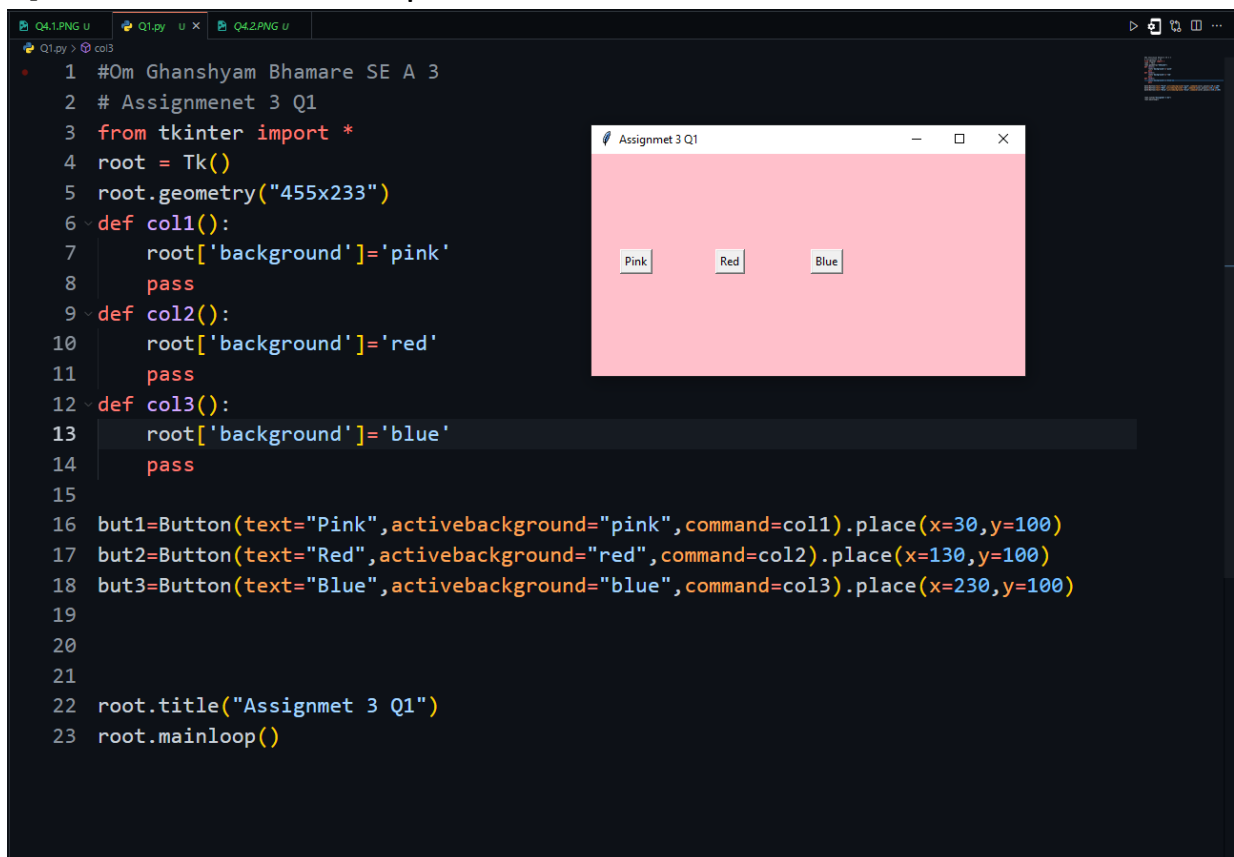 Q4.1.PNG U Q1.py U × Q4.2.PNG U
Q1.py > col3
1 #Om Ghanshyam Bhamare SE A 3
2 # Assignmenet 3 Q1
3 from tkinter import *
4 root = Tk()
5 root.geometry("455x233")
6 def col1():
7     root['background']='pink'
8     pass
9 def col2():
10     root['background']='red'
11     pass
12 def col3():
13     root['background']='blue'
14     pass
15
16 but1=Button(text="Pink",activebackground="pink",command=col1).place(x=30,y=100)
17 but2=Button(text="Red",activebackground="red",command=col2).place(x=130,y=100)
18 but3=Button(text="Blue",activebackground="blue",command=col3).place(x=230,y=100)
19
20
21
22 root.title("Assignmet 3 Q1")
23 root.mainloop()
Assignmet 3 Q1
Pink Red Blue